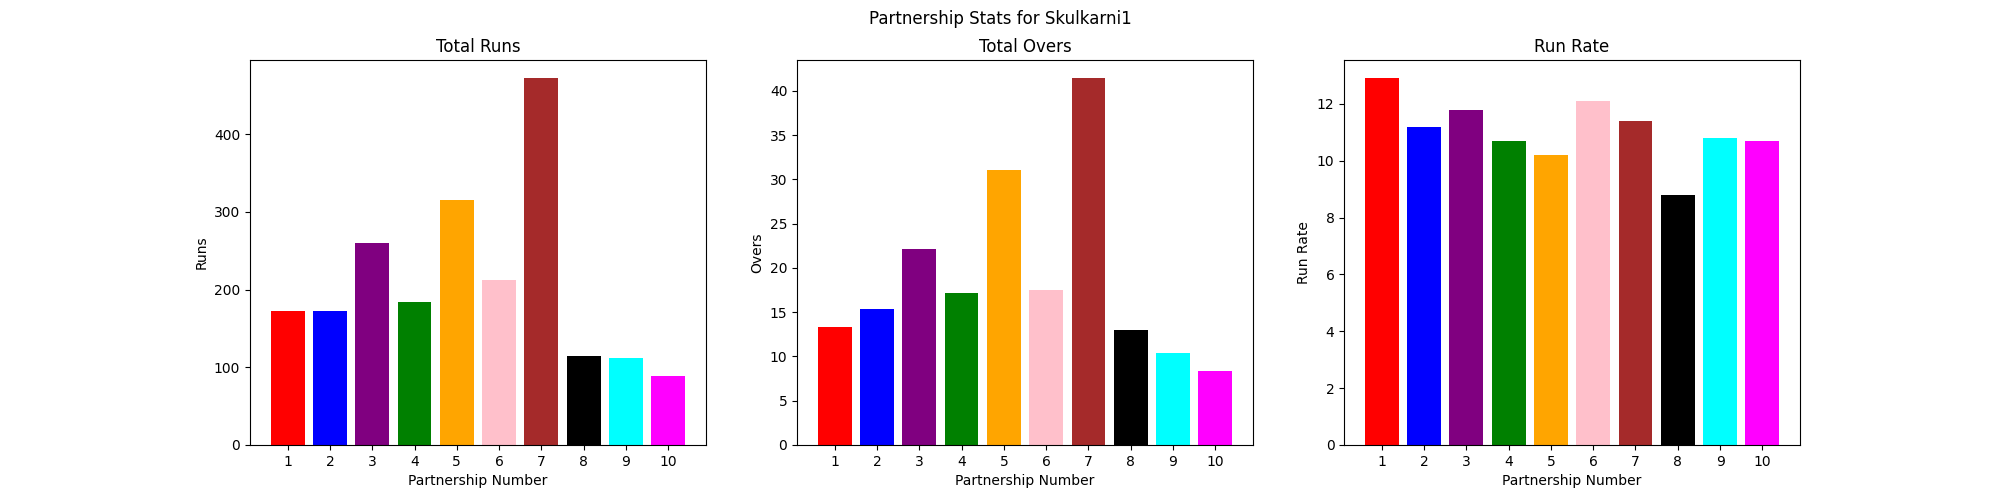 Partnership Stats for Skulkarni1
Total Runs
Runs
400
300
200
100
0
1 2 3 4 5 6 7 8 9 10
Partnership Number
Total Overs
Overs
40
35
30
25
20
15
10
5
0
1 2 3 4 5 6 7 8 9 10
Partnership Number
Run Rate
Run Rate
12
10
8
6
4
2
0
1 2 3 4 5 6 7 8 9 10
Partnership Number